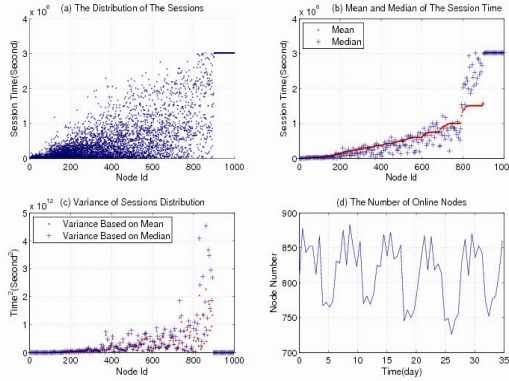 (a) The Distribution of The Sessions
x 10^6
4
3
2
1
0
Session Time(Second)
0 200 400 600 800 1000
Node Id
(b) Mean and Median of The Session Time
x 10^6
4
3
2
1
0
Session Time(Second)
Mean
Median
0 200 400 600 800 1000
Node Id
(c) Variance of Sessions Distribution
x 10^12
5
4
3
2
1
0
Time^2(Second^2)
Variance Based on Mean
Variance Based on Median
0 200 400 600 800 1000
Node Id
(d) The Number of Online Nodes
900
850
800
750
700
Node Number
0 5 10 15 20 25 30 35
Time(day)